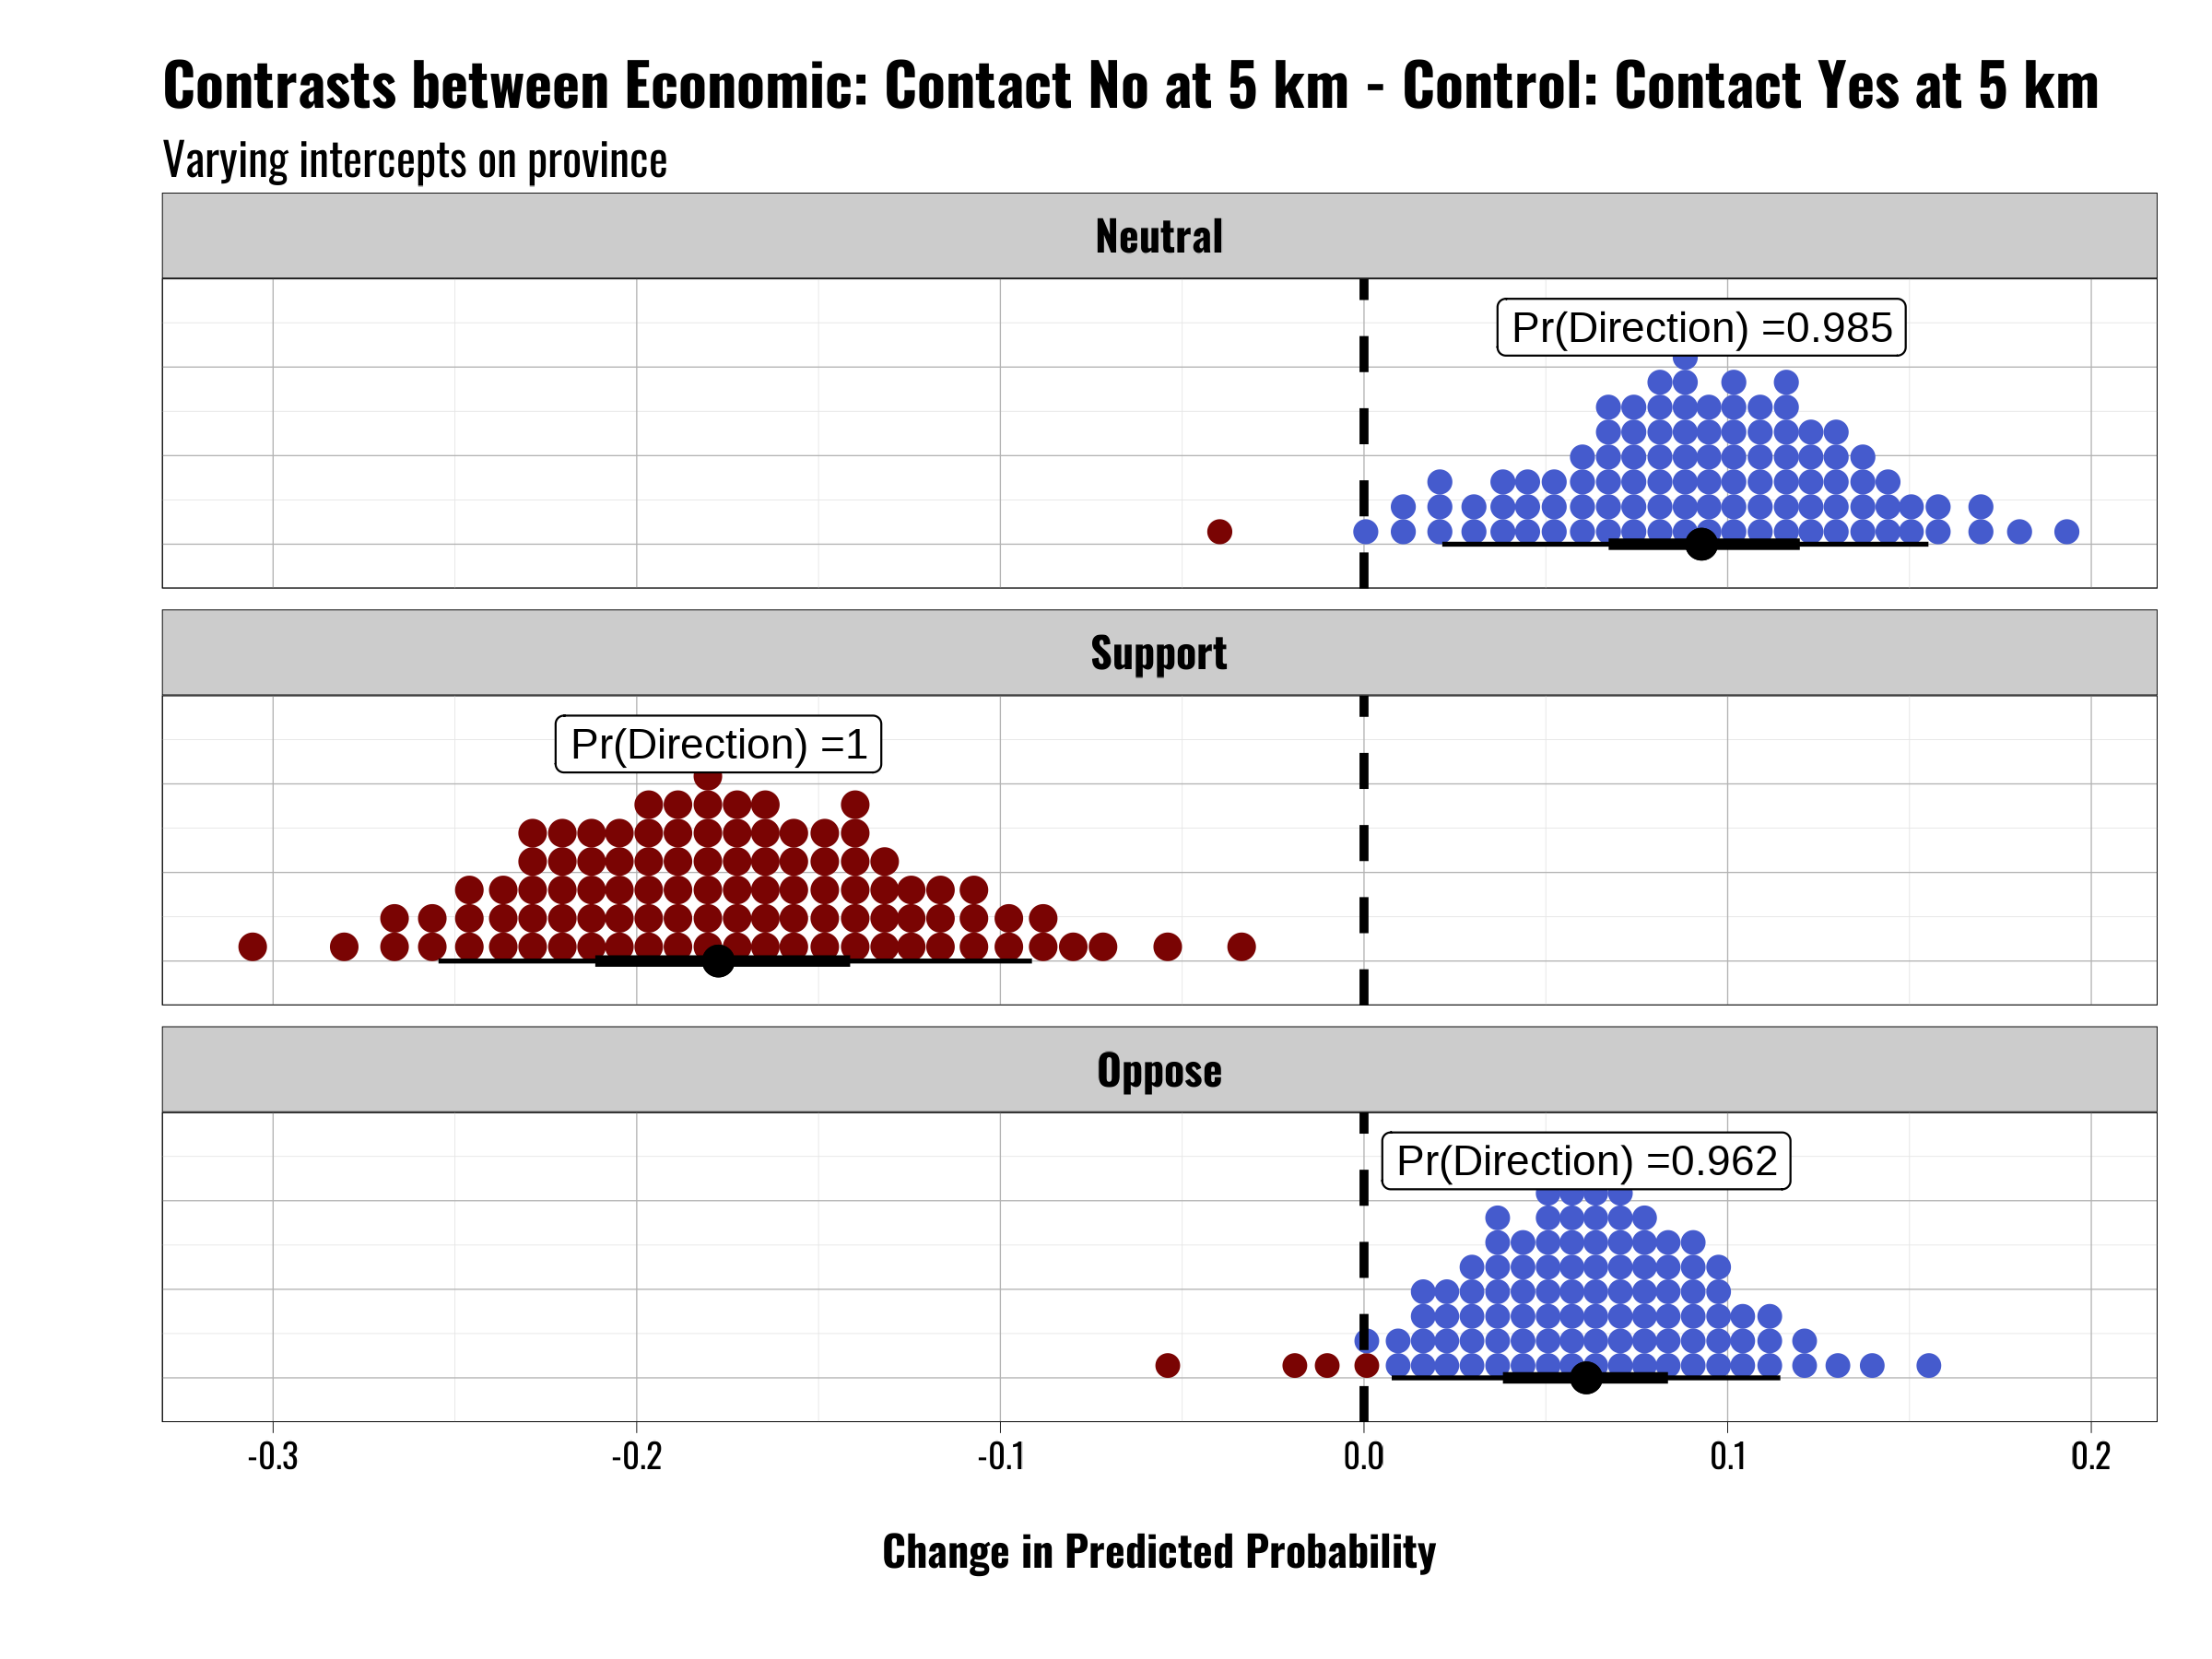 Contrasts between Economic: Contact No at 5 km - Control: Contact Yes at 5 km
Varying intercepts on province
Neutral
Pr(Direction) =0.985
Support
Pr(Direction) =1
Oppose
Pr(Direction) =0.962
-0.3 -0.2 -0.1 0.0 0.1 0.2
Change in Predicted Probability